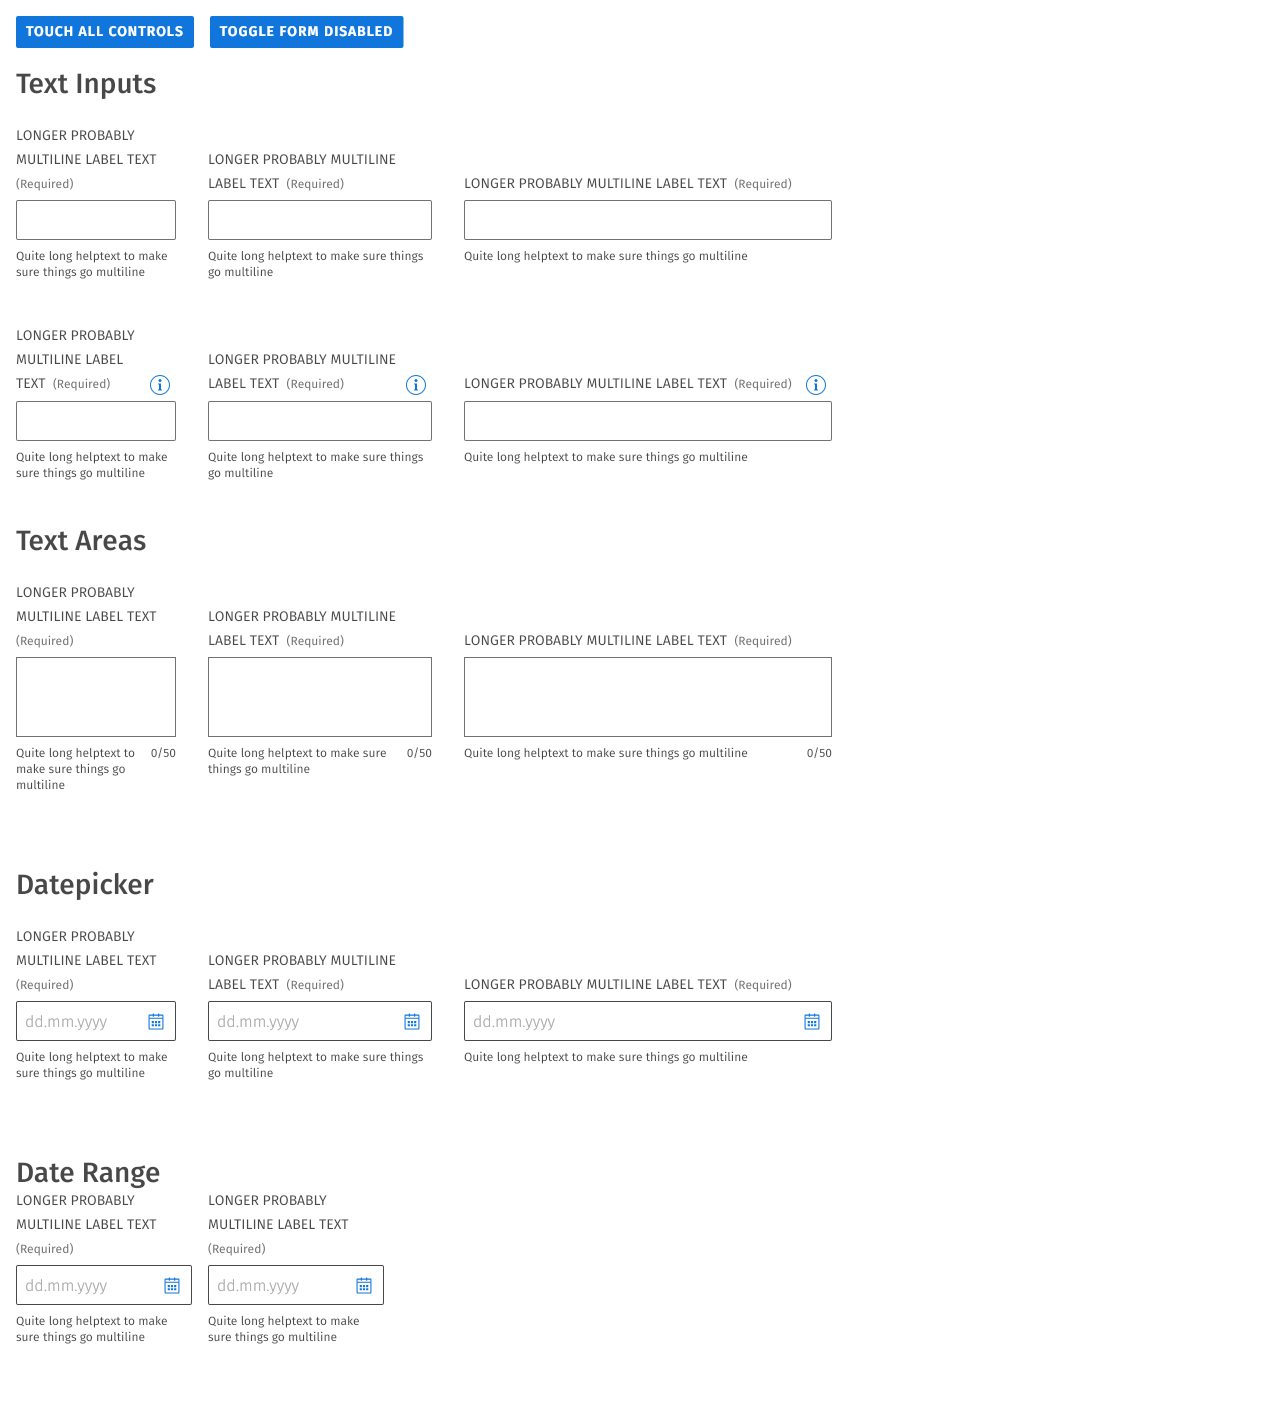 TOUCH ALL CONTROLS TOGGLE FORM DISABLED
Text Inputs
LONGER PROBABLY
MULTILINE LABEL TEXT
(Required)
Quite long helptext to make
sure things go multiline
LONGER PROBABLY MULTILINE
LABEL TEXT (Required)
Quite long helptext to make sure things
go multiline
LONGER PROBABLY MULTILINE LABEL TEXT (Required)
Quite long helptext to make sure things go multiline
LONGER PROBABLY
MULTILINE LABEL
TEXT (Required)
Quite long helptext to make
sure things go multiline
LONGER PROBABLY MULTILINE
LABEL TEXT (Required)
Quite long helptext to make sure things
go multiline
LONGER PROBABLY MULTILINE LABEL TEXT (Required)
Quite long helptext to make sure things go multiline
Text Areas
LONGER PROBABLY
MULTILINE LABEL TEXT
(Required)
Quite long helptext to 0/50
make sure things go
multiline
LONGER PROBABLY MULTILINE
LABEL TEXT (Required)
Quite long helptext to make sure 0/50
things go multiline
LONGER PROBABLY MULTILINE LABEL TEXT (Required)
Quite long helptext to make sure things go multiline 0/50
Datepicker
LONGER PROBABLY
MULTILINE LABEL TEXT
(Required)
dd.mm.yyyy
Quite long helptext to make
sure things go multiline
LONGER PROBABLY MULTILINE
LABEL TEXT (Required)
dd.mm.yyyy
Quite long helptext to make sure things
go multiline
LONGER PROBABLY MULTILINE LABEL TEXT (Required)
dd.mm.yyyy
Quite long helptext to make sure things go multiline
Date Range
LONGER PROBABLY
MULTILINE LABEL TEXT
(Required)
dd.mm.yyyy
Quite long helptext to make
sure things go multiline
LONGER PROBABLY
MULTILINE LABEL TEXT
(Required)
dd.mm.yyyy
Quite long helptext to make
sure things go multiline